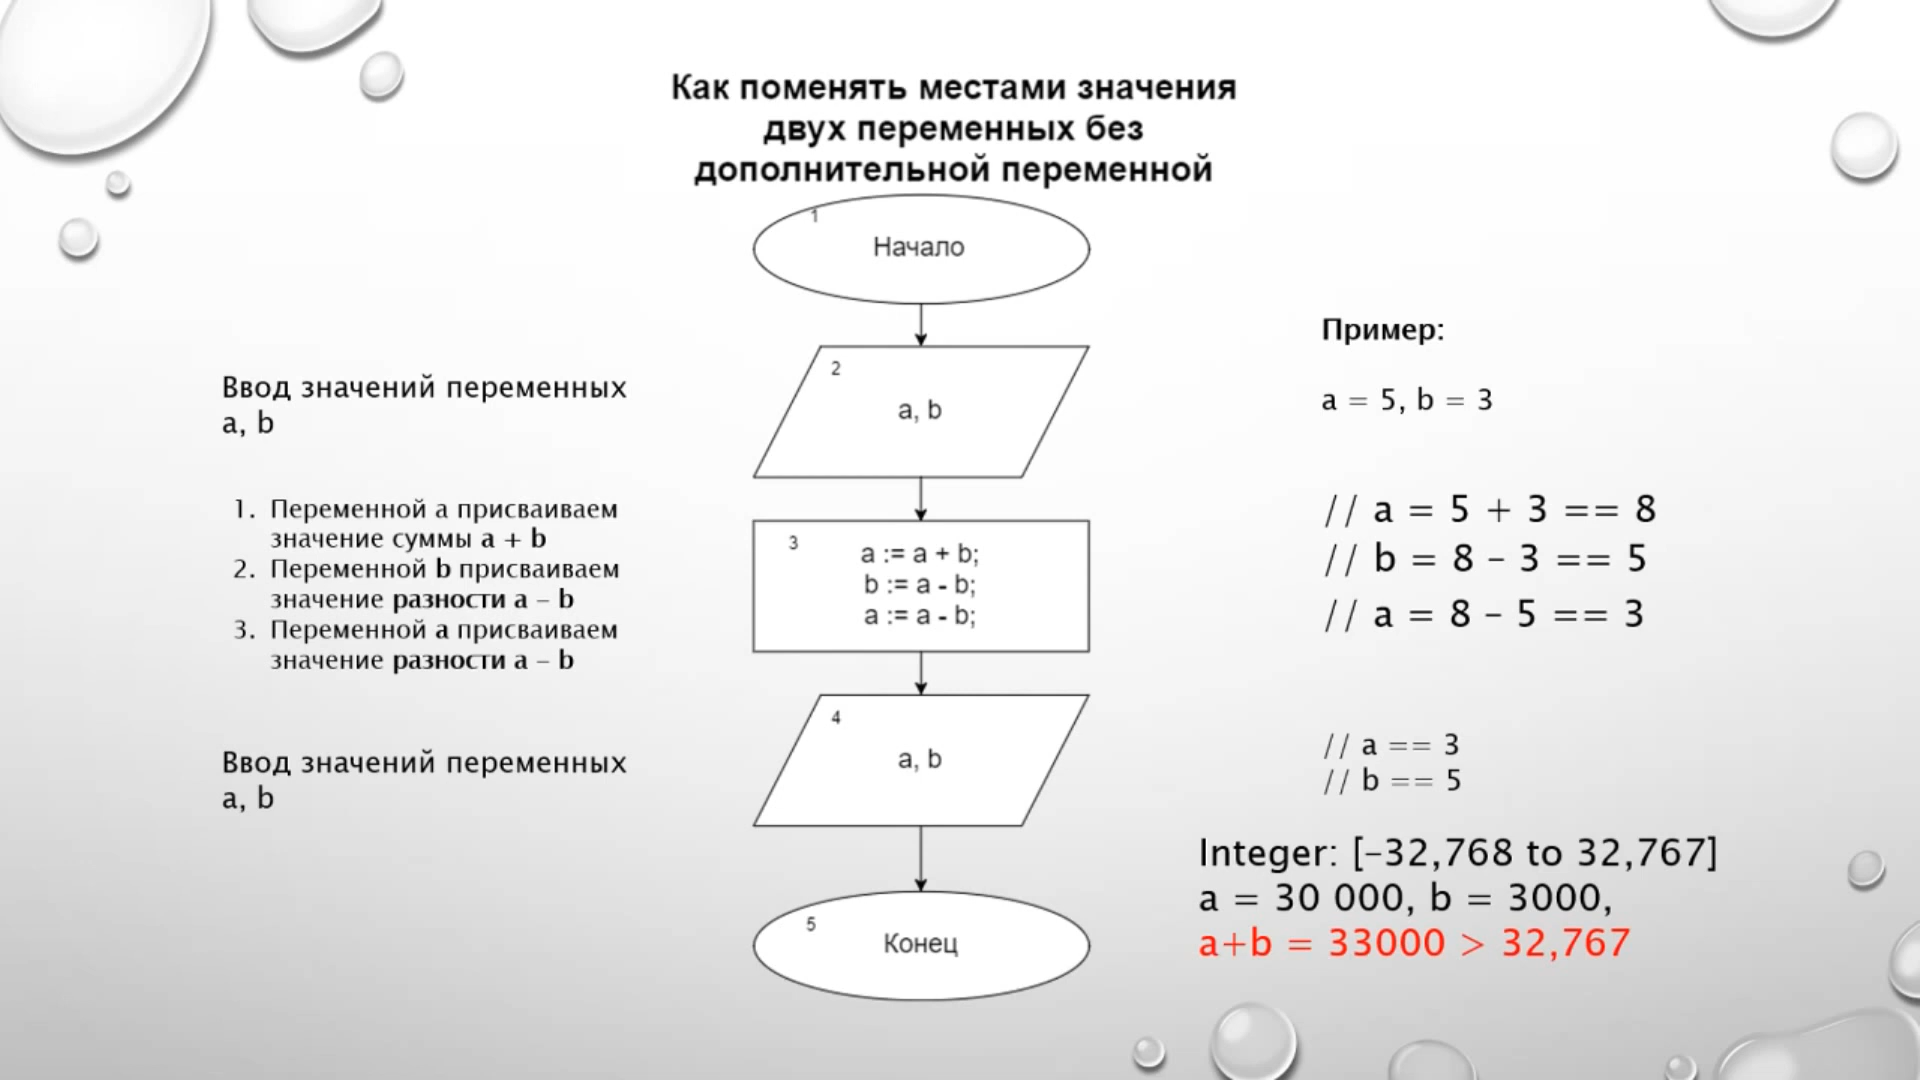 Как поменять местами значения
двух переменных без
дополнительной переменной
1
Начало
Ввод значений переменных
a, b
2
a, b
Пример:
a = 5, b = 3
1. Переменной а присваиваем
значение суммы a + b
2. Переменной b присваиваем
значение разности a – b
3. Переменной a присваиваем
значение разности a – b
3
a := a + b;
b := a - b;
a := a - b;
// a = 5 + 3 == 8
// b = 8 – 3 == 5
// a = 8 – 5 == 3
Ввод значений переменных
a, b
4
a, b
// a == 3
// b == 5
5
Конец
Integer: [-32,768 to 32,767]
a = 30 000, b = 3000,
a+b = 33000 > 32,767